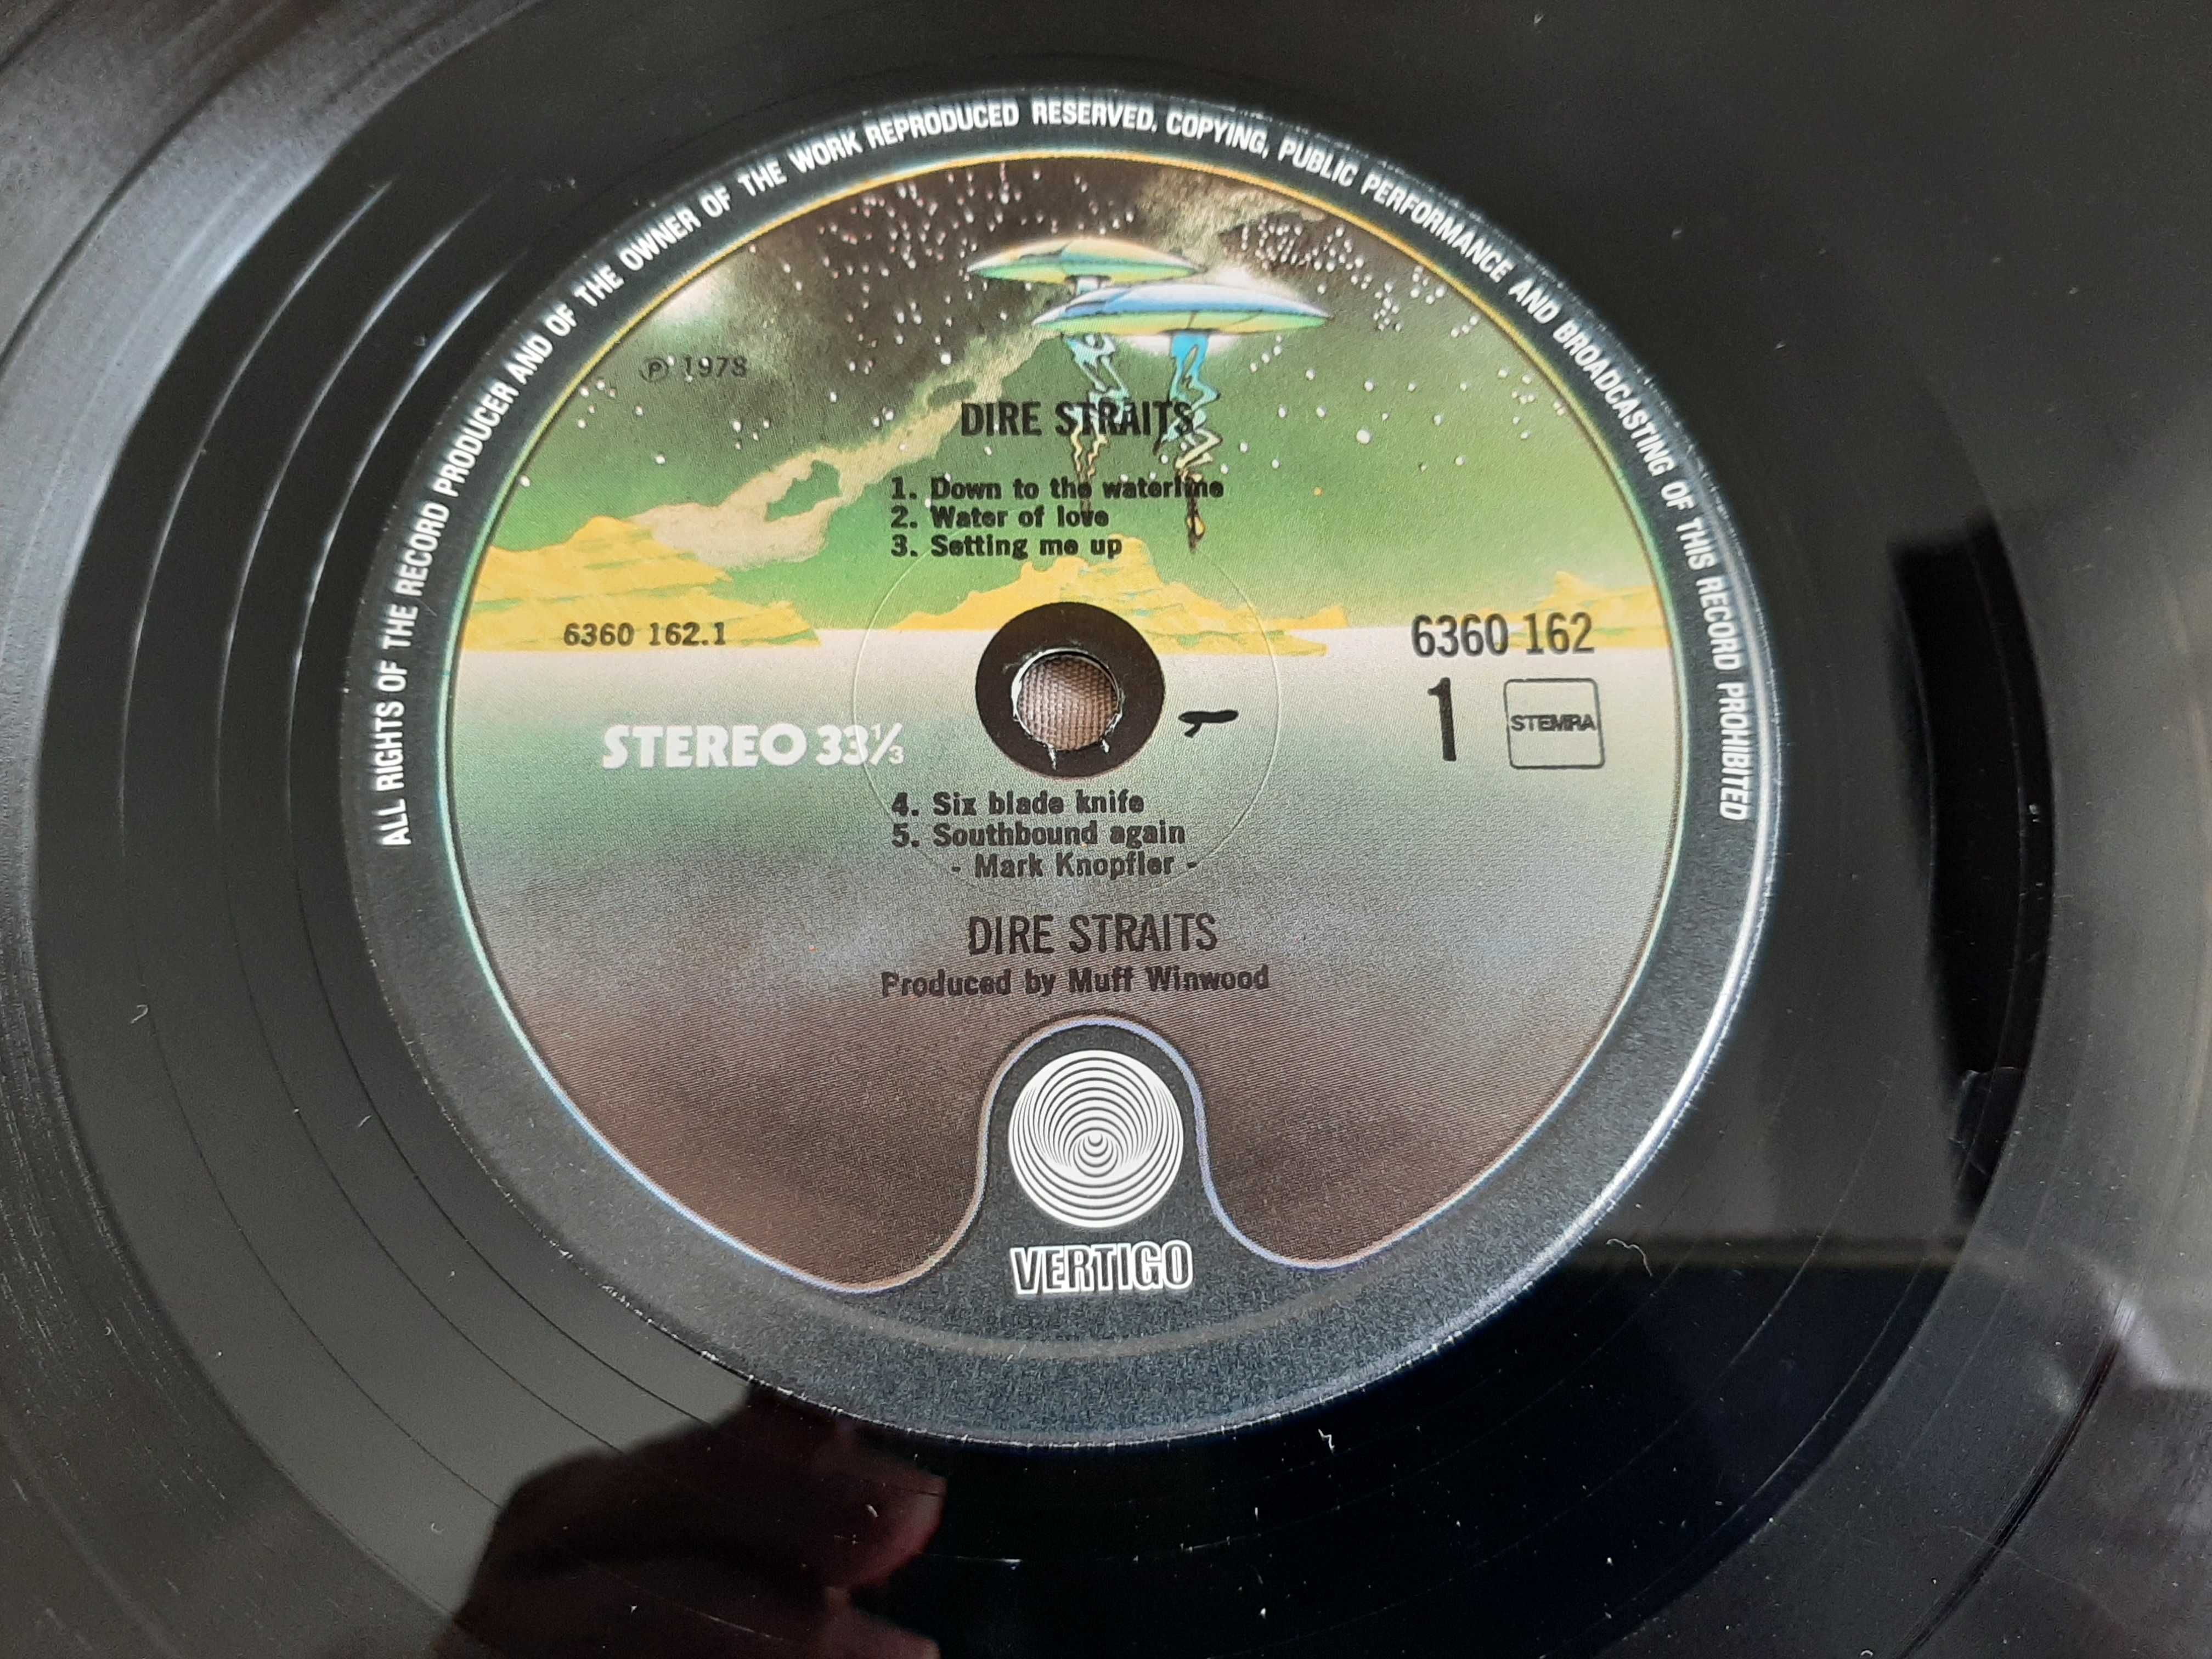 ALL RIGHTS OF THE RECORD PRODUCER AND OF THE OWNER OF THE WORK REPRODUCED RESERVED. COPYING, PUBLIC PERFORMANCE AND BROADCASTING OF THIS RECORD PROHIBITED
℗ 1978
DIRE STRAITS
1. Down to the waterline
2. Water of love
3. Setting me up
6360 162.1
6360 162
STEREO 33⅓
1
STEMRA
4. Six blade knife
5. Southbound again
- Mark Knopfler -
DIRE STRAITS
Produced by Muff Winwood
VERTIGO